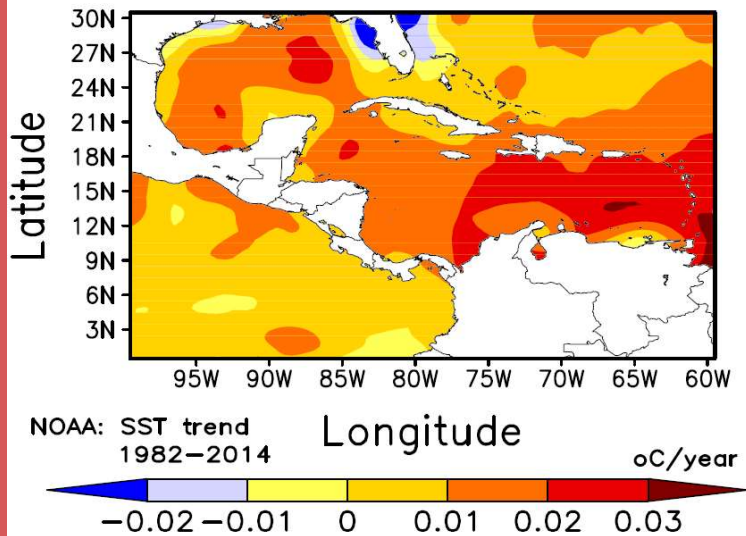 30N
27N
24N
21N
18N
15N
12N
9N
6N
3N
Latitude
95W 90W 85W 80W 75W 70W 65W 60W
NOAA: SST trend
1982−2014
Longitude
oC/year
−0.02 −0.01 0 0.01 0.02 0.03